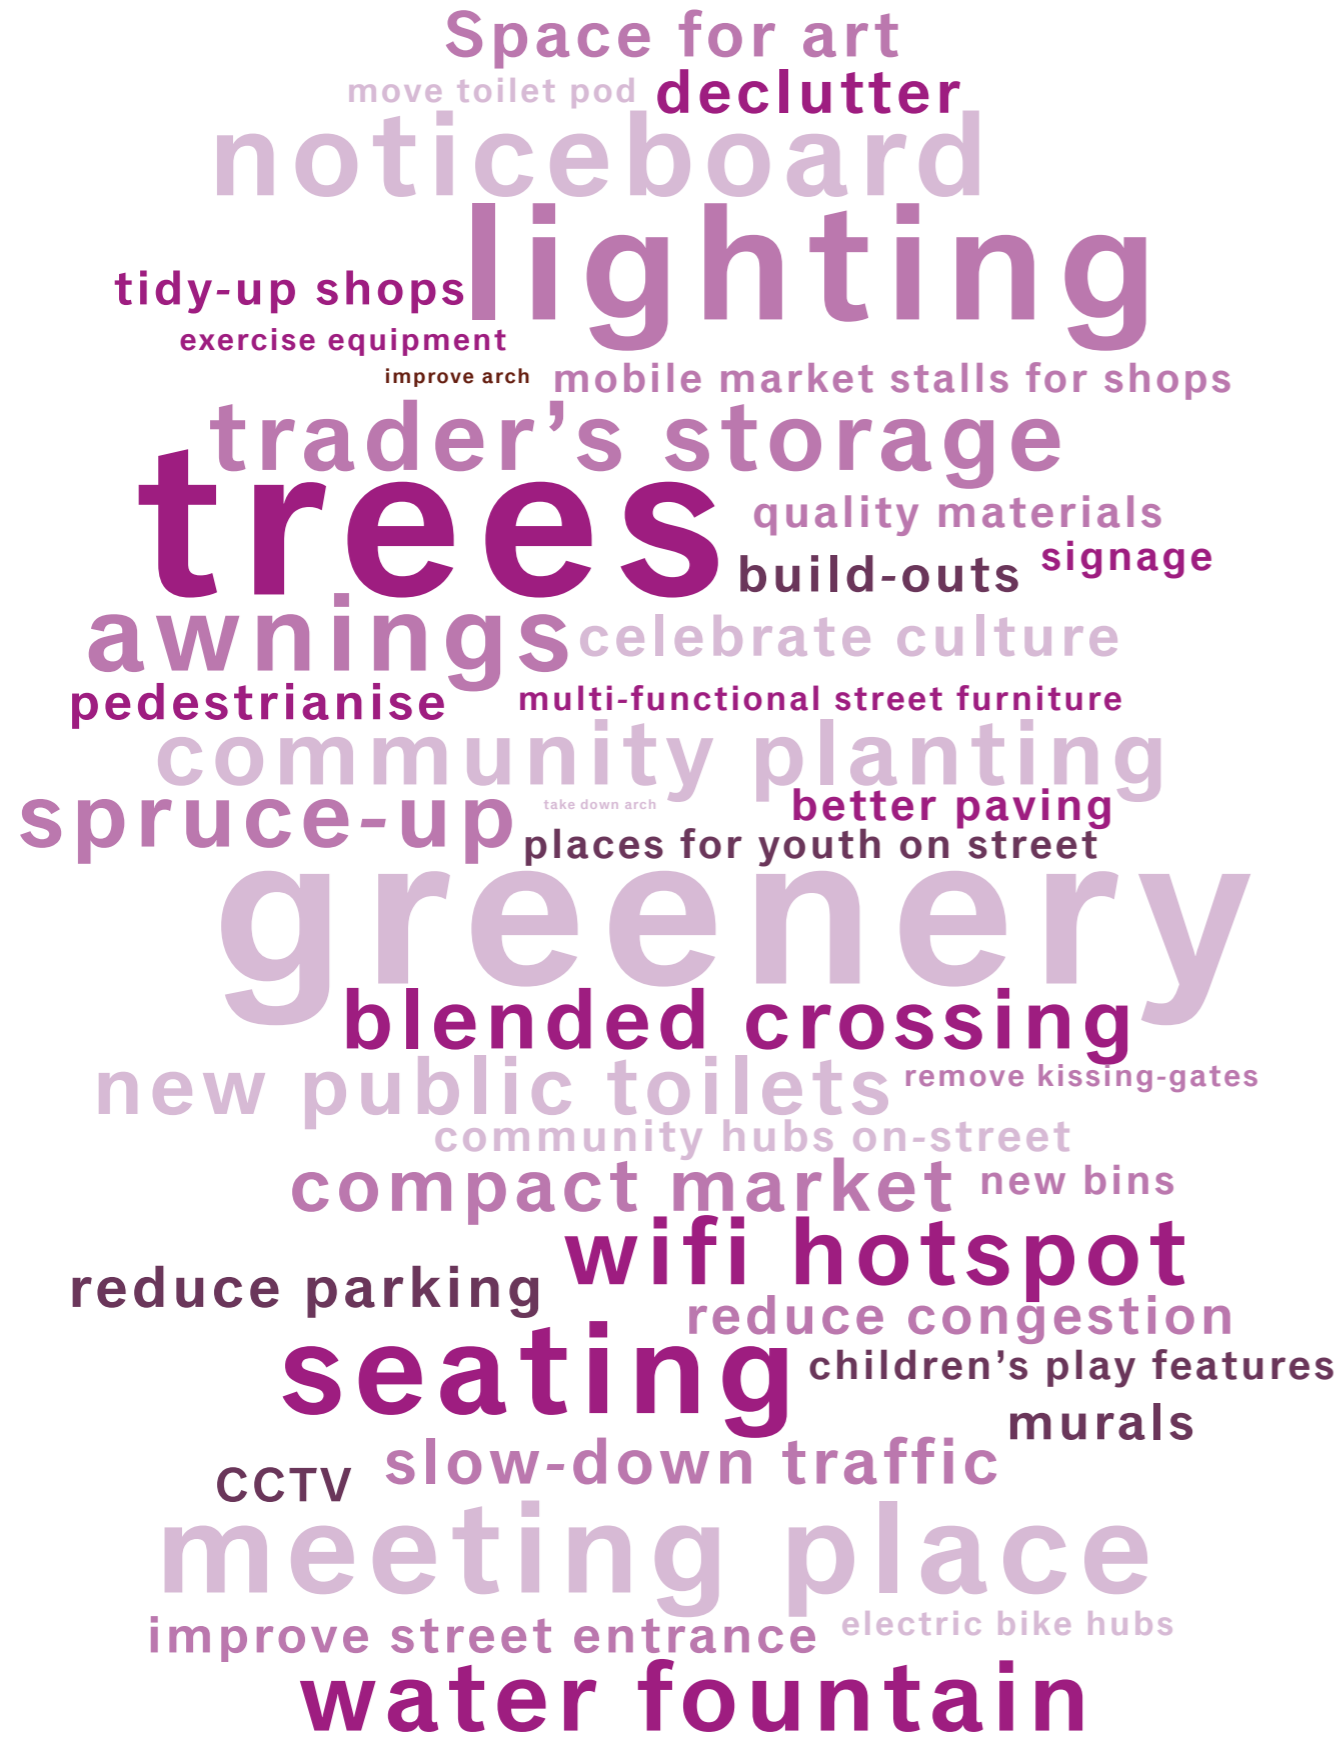 Space for art
move toilet pod declutter
noticeboard
lighting
tidy-up shops
exercise equipment
improve arch mobile market stalls for shops
trader’s storage
trees
quality materials
build-outs signage
awnings celebrate culture
pedestrianise multi-functional street furniture
community planting
spruce-up take down arch better paving
places for youth on street
greenery
blended crossing
new public toilets remove kissing-gates
community hubs on-street
compact market new bins
wifi hotspot
reduce parking
reduce congestion
seating children’s play features
murals
slow-down traffic
CCTV
meeting place
improve street entrance electric bike hubs
water fountain